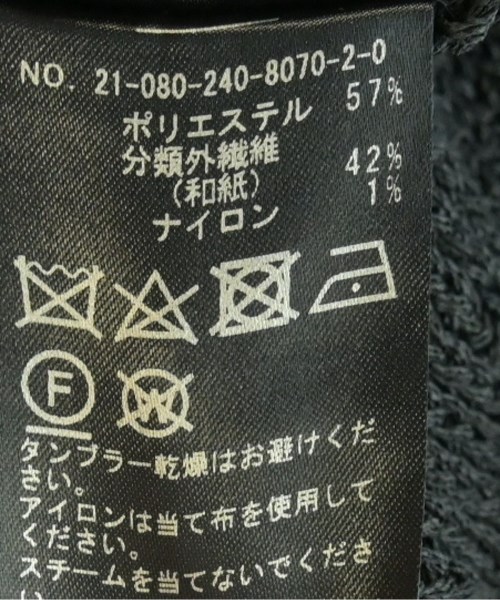 NO. 21-080-240-8070-2-0
ポリエステル 57%
分類外繊維
(和紙) 42%
ナイロン 1%
F
W
タンブラー乾燥はお避けくだ
さい。
アイロンは当て布を使用して
ください。
スチームを当てないでくださ
い